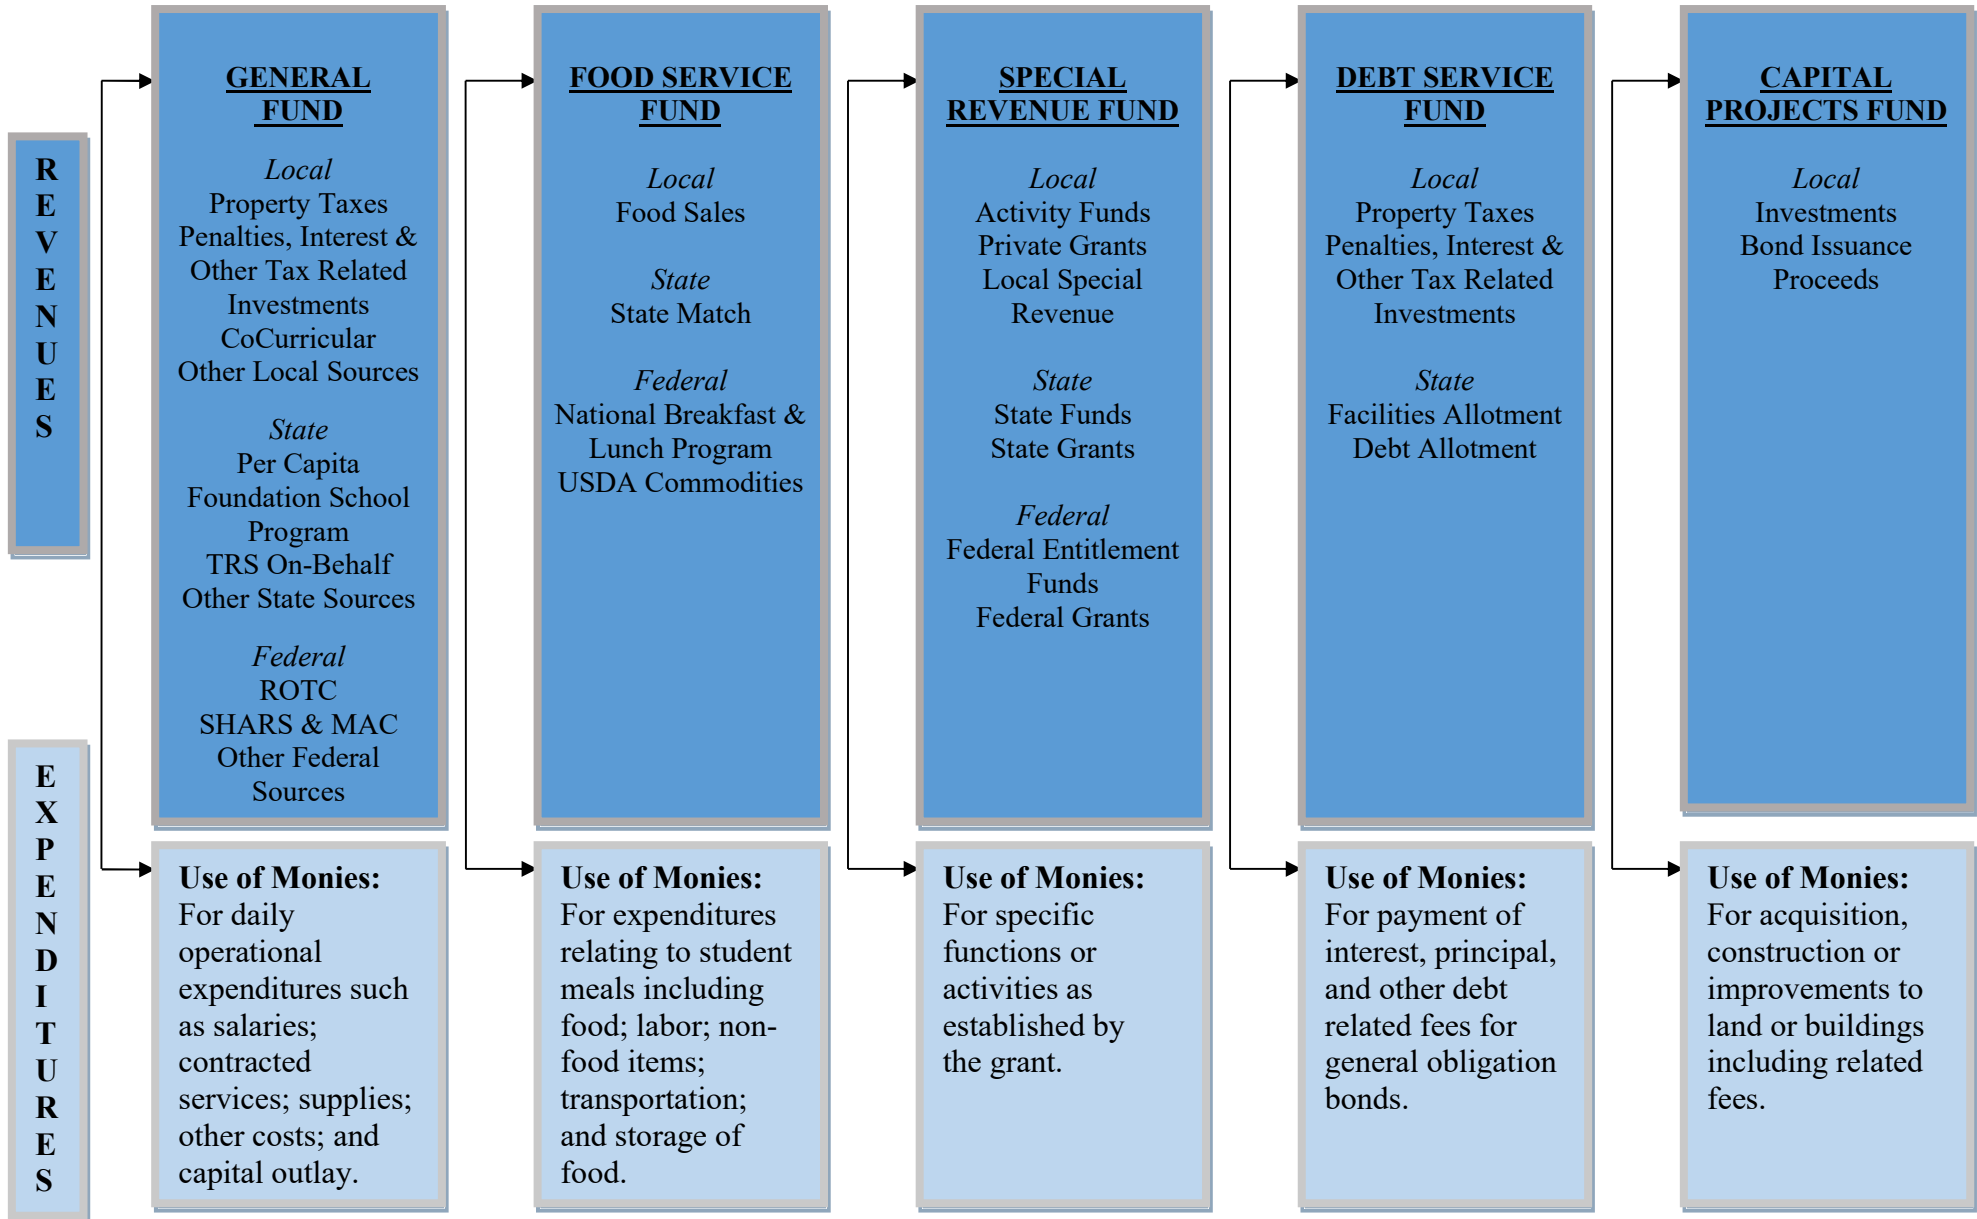 REVENUES
GENERAL
FUND
Local
Property Taxes
Penalties, Interest &
Other Tax Related
Investments
CoCurricular
Other Local Sources
State
Per Capita
Foundation School
Program
TRS On-Behalf
Other State Sources
Federal
ROTC
SHARS & MAC
Other Federal
Sources
FOOD SERVICE
FUND
Local
Food Sales
State
State Match
Federal
National Breakfast &
Lunch Program
USDA Commodities
SPECIAL
REVENUE FUND
Local
Activity Funds
Private Grants
Local Special
Revenue
State
State Funds
State Grants
Federal
Federal Entitlement
Funds
Federal Grants
DEBT SERVICE
FUND
Local
Property Taxes
Penalties, Interest &
Other Tax Related
Investments
State
Facilities Allotment
Debt Allotment
CAPITAL
PROJECTS FUND
Local
Investments
Bond Issuance
Proceeds
EXPENDITURES
Use of Monies:
For daily
operational
expenditures such
as salaries;
contracted
services; supplies;
other costs; and
capital outlay.
Use of Monies:
For expenditures
relating to student
meals including
food; labor; non-
food items;
transportation;
and storage of
food.
Use of Monies:
For specific
functions or
activities as
established by
the grant.
Use of Monies:
For payment of
interest, principal,
and other debt
related fees for
general obligation
bonds.
Use of Monies:
For acquisition,
construction or
improvements to
land or buildings
including related
fees.